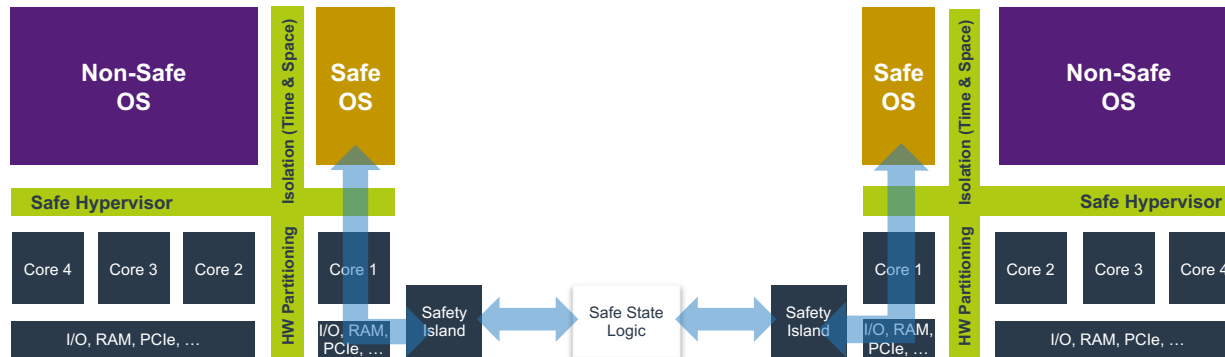 Non-Safe
OS
Isolation (Time & Space)
Safe
OS
Safe Hypervisor
HW Partitioning
Core 4
Core 3
Core 2
Core 1
I/O, RAM, PCIe, …
I/O, RAM,
PCIe, …
Safety
Island
Safe State
Logic
Safety
Island
Safe
OS
Isolation (Time & Space)
Non-Safe
OS
Safe Hypervisor
HW Partitioning
Core 1
Core 2
Core 3
Core 4
I/O, RAM,
PCIe, …
I/O, RAM, PCIe, …